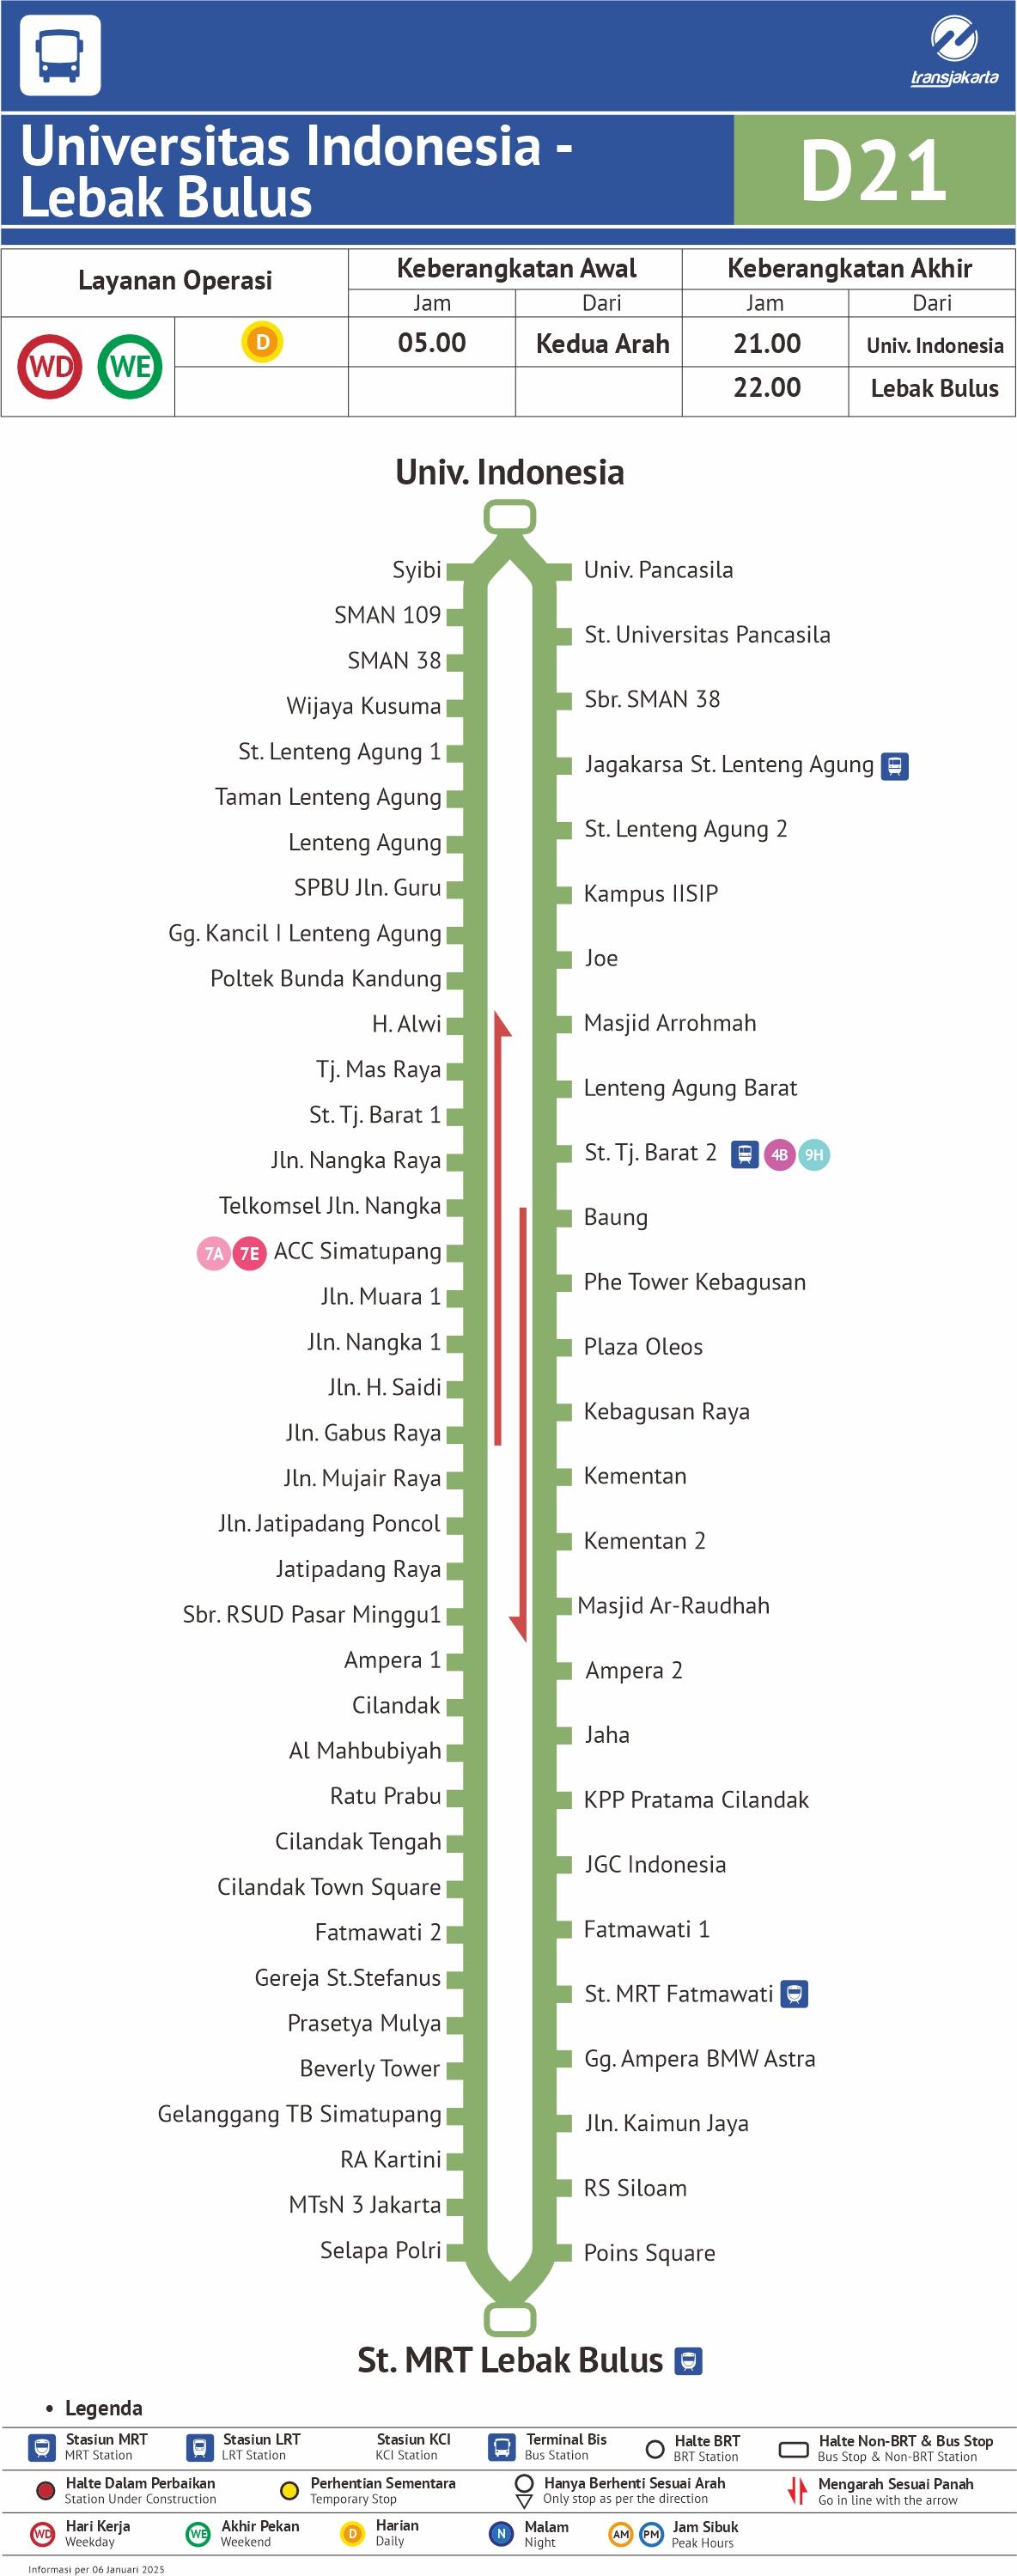 transjakarta
Universitas Indonesia -
Lebak Bulus
D21
Layanan Operasi
Keberangkatan Awal
Keberangkatan Akhir
Jam
Dari
Jam
Dari
WD
WE
D
05.00
Kedua Arah
21.00
Univ. Indonesia
22.00
Lebak Bulus
Univ. Indonesia
Syibi
SMAN 109
SMAN 38
Wijaya Kusuma
St. Lenteng Agung 1
Taman Lenteng Agung
Lenteng Agung
SPBU Jln. Guru
Gg. Kancil I Lenteng Agung
Poltek Bunda Kandung
H. Alwi
Tj. Mas Raya
St. Tj. Barat 1
Jln. Nangka Raya
Telkomsel Jln. Nangka
7A 7E ACC Simatupang
Jln. Muara 1
Jln. Nangka 1
Jln. H. Saidi
Jln. Gabus Raya
Jln. Mujair Raya
Jln. Jatipadang Poncol
Jatipadang Raya
Sbr. RSUD Pasar Minggu1
Ampera 1
Cilandak
Al Mahbubiyah
Ratu Prabu
Cilandak Tengah
Cilandak Town Square
Fatmawati 2
Gereja St.Stefanus
Prasetya Mulya
Beverly Tower
Gelanggang TB Simatupang
RA Kartini
MTsN 3 Jakarta
Selapa Polri
Univ. Pancasila
St. Universitas Pancasila
Sbr. SMAN 38
Jagakarsa St. Lenteng Agung
St. Lenteng Agung 2
Kampus IISIP
Joe
Masjid Arrohmah
Lenteng Agung Barat
St. Tj. Barat 2 4B 9H
Baung
Phe Tower Kebagusan
Plaza Oleos
Kebagusan Raya
Kementan
Kementan 2
Masjid Ar-Raudhah
Ampera 2
Jaha
KPP Pratama Cilandak
JGC Indonesia
Fatmawati 1
St. MRT Fatmawati
Gg. Ampera BMW Astra
Jln. Kaimun Jaya
RS Siloam
Poins Square
St. MRT Lebak Bulus
• Legenda
Stasiun MRT
MRT Station
Stasiun LRT
LRT Station
Stasiun KCI
KCI Station
Terminal Bis
Bus Station
Halte BRT
BRT Station
Halte Non-BRT & Bus Stop
Bus Stop & Non-BRT Station
Halte Dalam Perbaikan
Station Under Construction
Perhentian Sementara
Temporary Stop
Hanya Berhenti Sesuai Arah
Only stop as per the direction
Mengarah Sesuai Panah
Go in line with the arrow
WD
Hari Kerja
Weekday
WE
Akhir Pekan
Weekend
D
Harian
Daily
N
Malam
Night
AM PM
Jam Sibuk
Peak Hours
Informasi per 06 Januari 2025